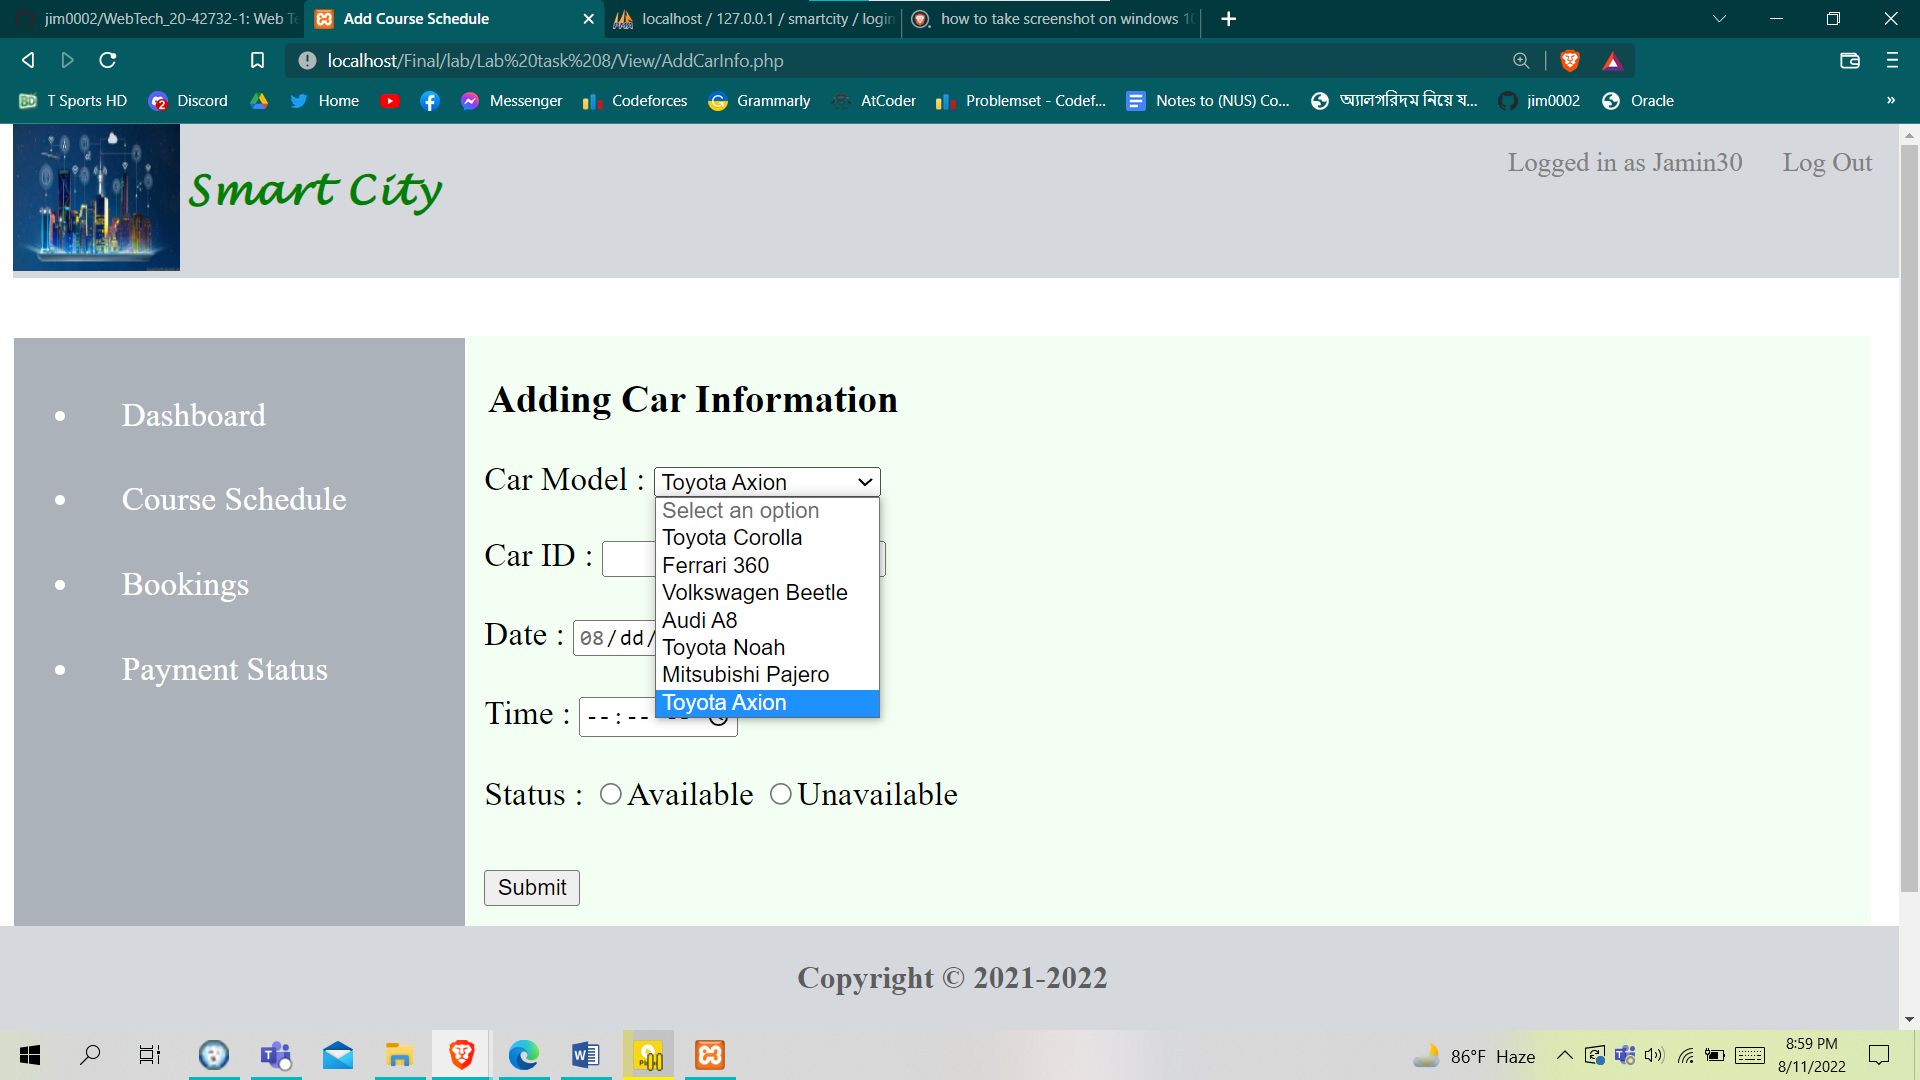 jim0002/WebTech_20-42732-1: Web Te
Add Course Schedule
localhost / 127.0.0.1 / smartcity / login
how to take screenshot on windows 10
localhost/Final/lab/Lab%20task%208/View/AddCarInfo.php
T Sports HD
Discord
Home
Messenger
Codeforces
Grammarly
AtCoder
Problemset - Codef...
Notes to (NUS) Co...
অ্যালগরিদম নিয়ে য...
jim0002
Oracle
»
Smart City
Logged in as Jamin30
Log Out
Dashboard
Course Schedule
Bookings
Payment Status
Adding Car Information
Car Model : Toyota Axion
Select an option
Toyota Corolla
Ferrari 360
Volkswagen Beetle
Audi A8
Toyota Noah
Mitsubishi Pajero
Toyota Axion
Car ID :
Date : 08/dd/
Time : --:-- --
Status : Available Unavailable
Submit
Copyright © 2021-2022
86°F Haze
8:59 PM
8/11/2022